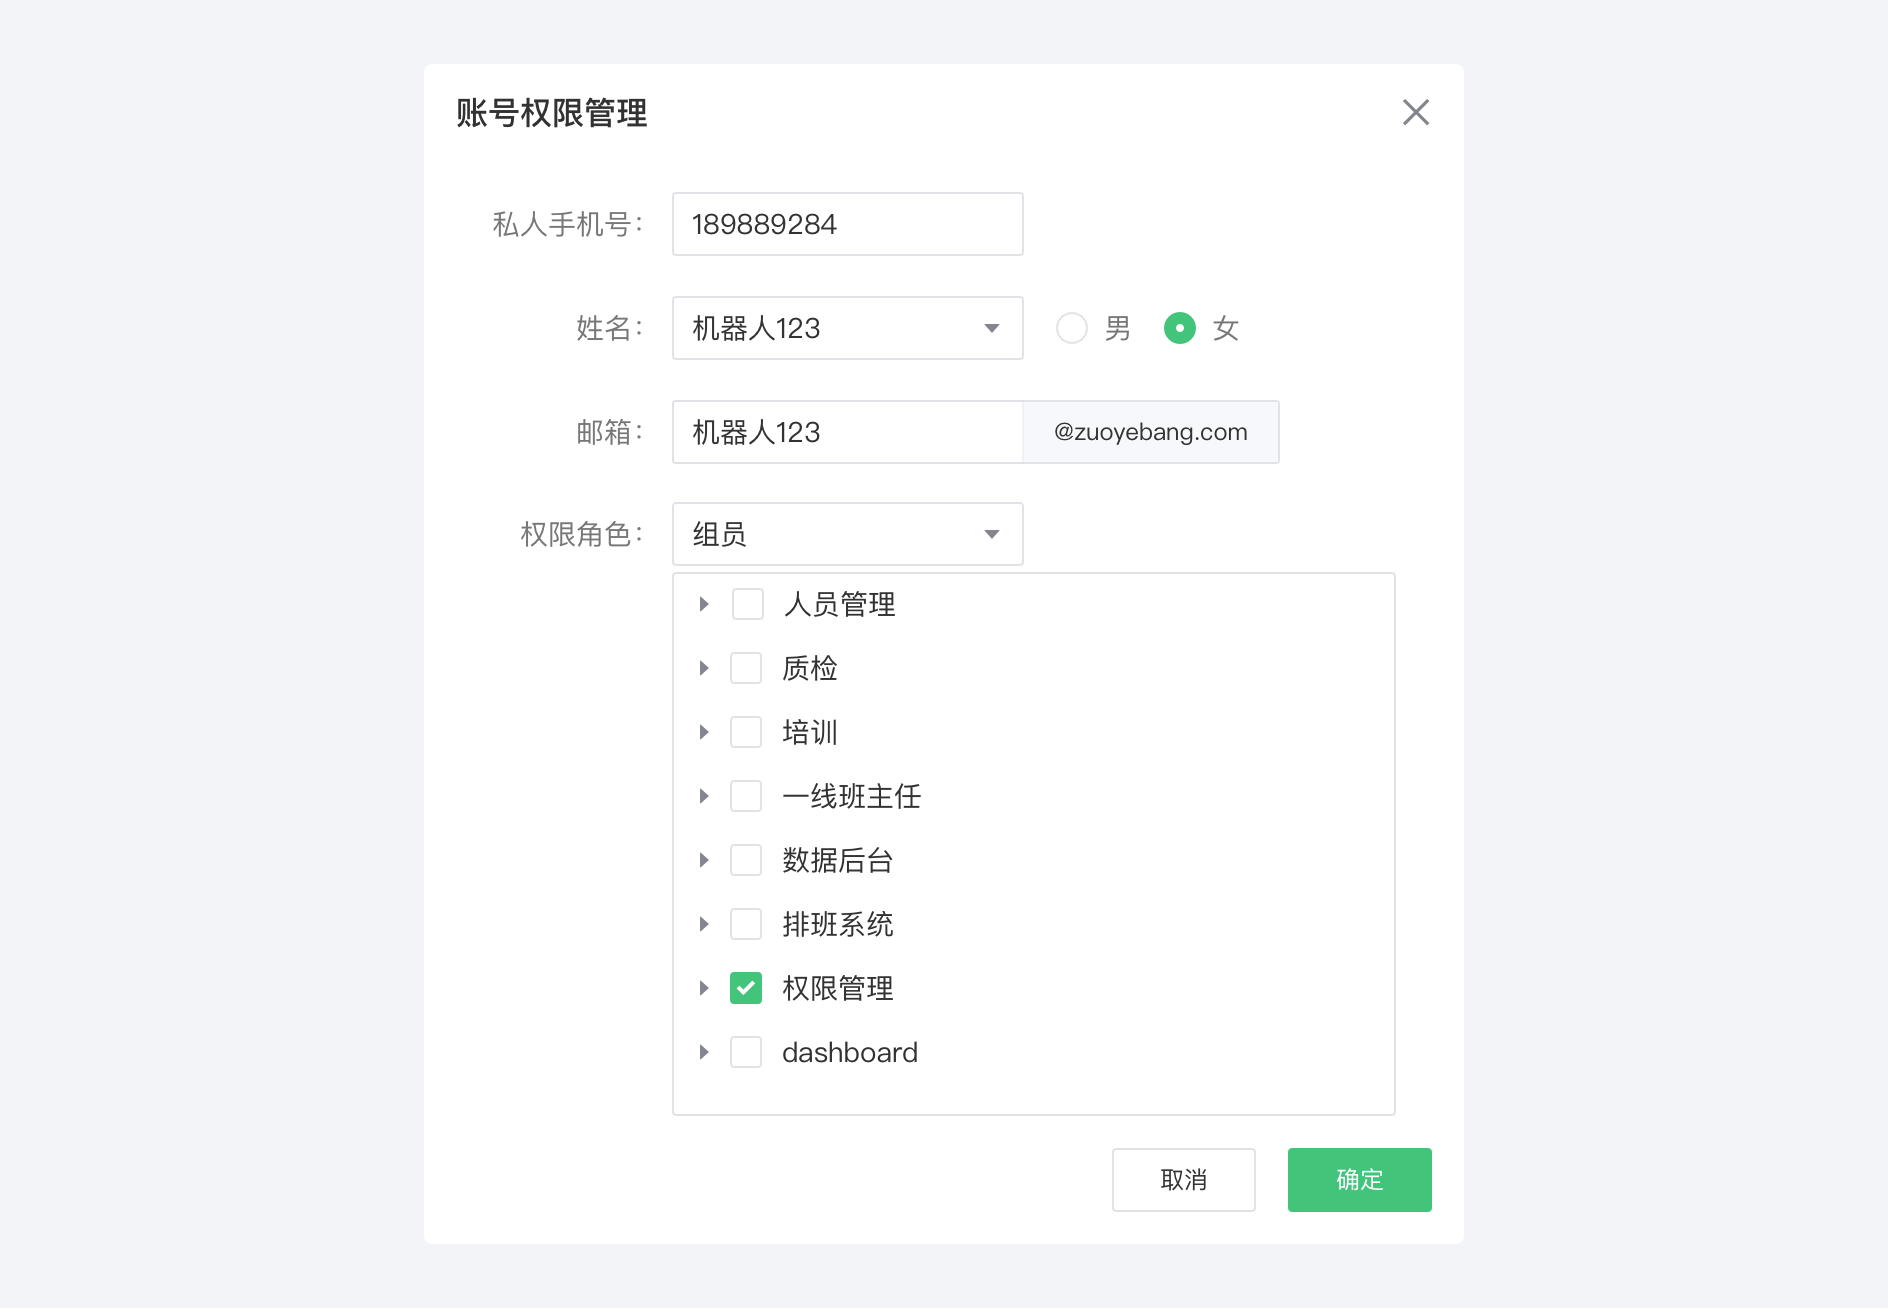 账号权限管理
私人手机号： 189889284
姓名： 机器人123 男 女
邮箱： 机器人123 @zuoyebang.com
权限角色： 组员
人员管理
质检
培训
一线班主任
数据后台
排班系统
权限管理
dashboard
取消 确定